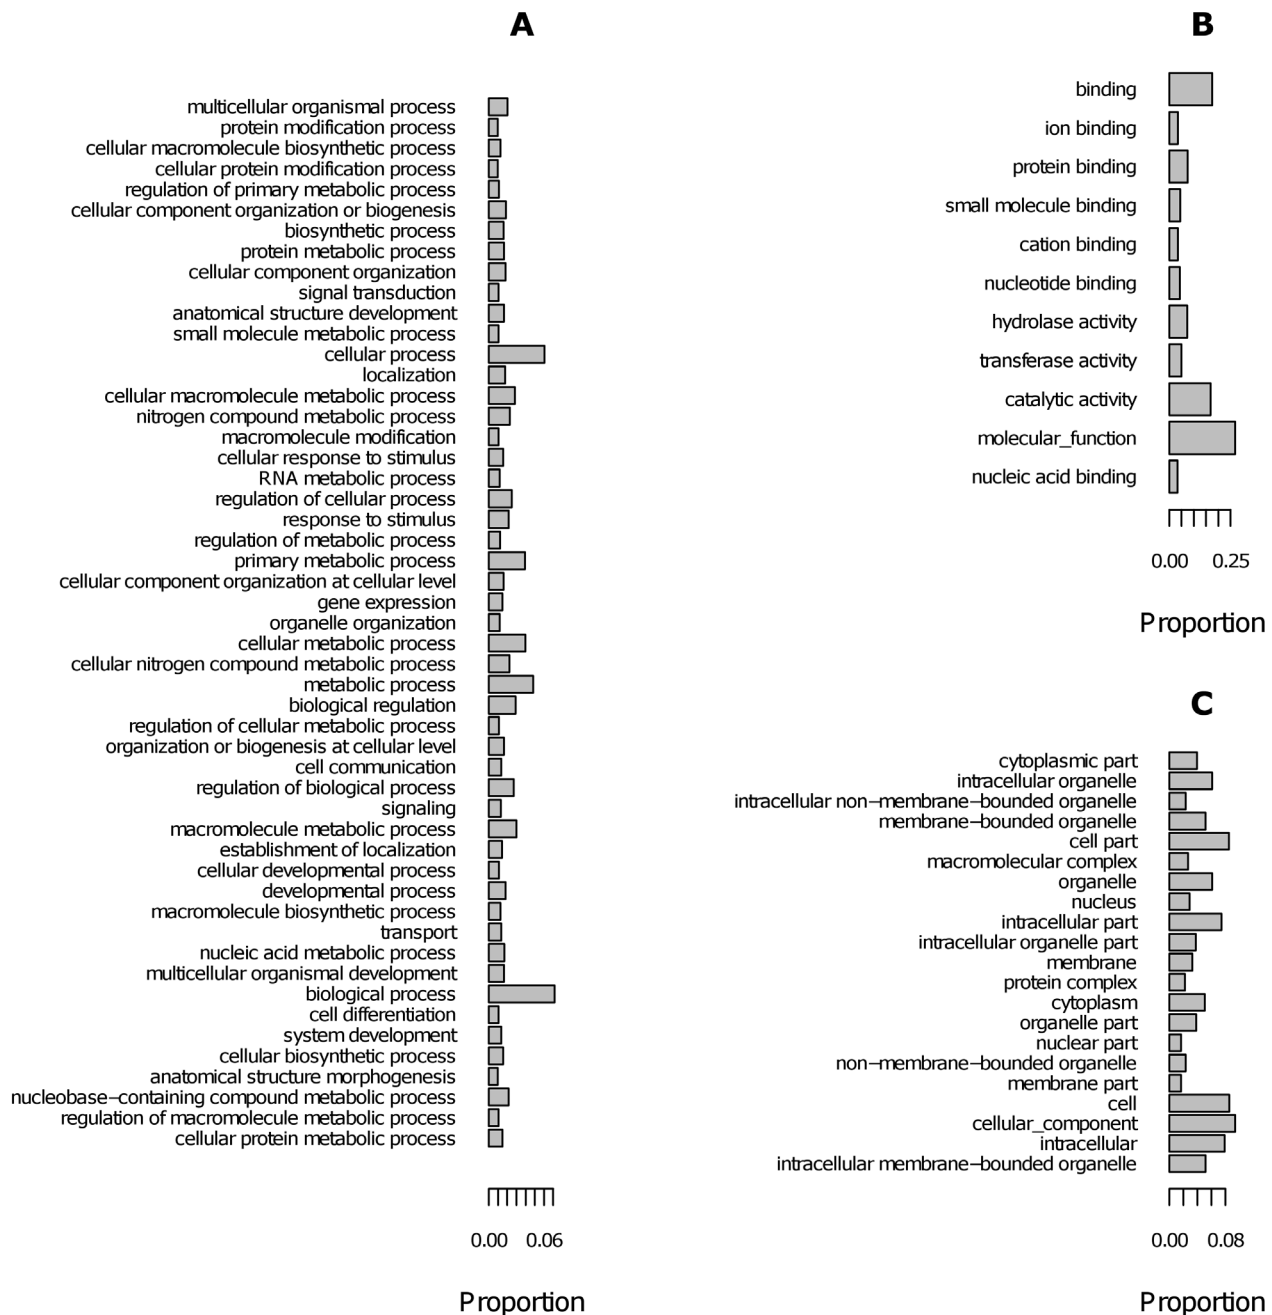 A
multicellular organismal process
protein modification process
cellular macromolecule biosynthetic process
cellular protein modification process
regulation of primary metabolic process
cellular component organization or biogenesis
biosynthetic process
protein metabolic process
cellular component organization
signal transduction
anatomical structure development
small molecule metabolic process
cellular process
localization
cellular macromolecule metabolic process
nitrogen compound metabolic process
macromolecule modification
cellular response to stimulus
RNA metabolic process
regulation of cellular process
response to stimulus
regulation of metabolic process
primary metabolic process
cellular component organization at cellular level
gene expression
organelle organization
cellular metabolic process
cellular nitrogen compound metabolic process
metabolic process
biological regulation
regulation of cellular metabolic process
organization or biogenesis at cellular level
cell communication
regulation of biological process
signaling
macromolecule metabolic process
establishment of localization
cellular developmental process
developmental process
macromolecule biosynthetic process
transport
nucleic acid metabolic process
multicellular organismal development
biological process
cell differentiation
system development
cellular biosynthetic process
anatomical structure morphogenesis
nucleobase−containing compound metabolic process
regulation of macromolecule metabolic process
cellular protein metabolic process
0.00 0.06
Proportion
B
binding
ion binding
protein binding
small molecule binding
cation binding
nucleotide binding
hydrolase activity
transferase activity
catalytic activity
molecular_function
nucleic acid binding
0.00 0.25
Proportion
C
cytoplasmic part
intracellular organelle
intracellular non−membrane−bounded organelle
membrane−bounded organelle
cell part
macromolecular complex
organelle
nucleus
intracellular part
intracellular organelle part
membrane
protein complex
cytoplasm
organelle part
nuclear part
non−membrane−bounded organelle
membrane part
cell
cellular_component
intracellular
intracellular membrane−bounded organelle
0.00 0.08
Proportion